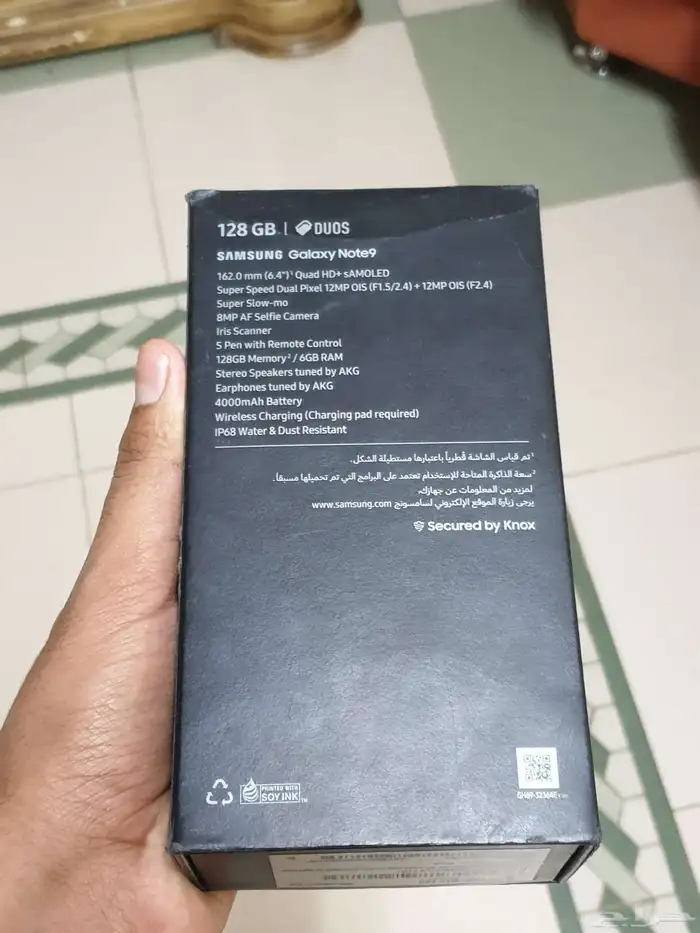 128 GB | DUOS
SAMSUNG Galaxy Note9
162.0 mm (6.4")¹ Quad HD+ sAMOLED
Super Speed Dual Pixel 12MP OIS (F1.5/2.4) + 12MP OIS (F2.4)
Super Slow-mo
8MP AF Selfie Camera
Iris Scanner
S Pen with Remote Control
128GB Memory² / 6GB RAM
Stereo Speakers tuned by AKG
Earphones tuned by AKG
4000mAh Battery
Wireless Charging (Charging pad required)
IP68 Water & Dust Resistant
¹ تم قياس الشاشة قُطرياً باعتبارها مستطيلة الشكل.
² سعة الذاكرة المتاحة للإستخدام تعتمد على البرامج التي تم تحميلها مسبقاً.
لمزيد من المعلومات عن جهازك،
يرجى زيارة الموقع الإلكتروني لسامسونج www.samsung.com
Secured by Knox
PRINTED WITH
SOY INK™
حراج